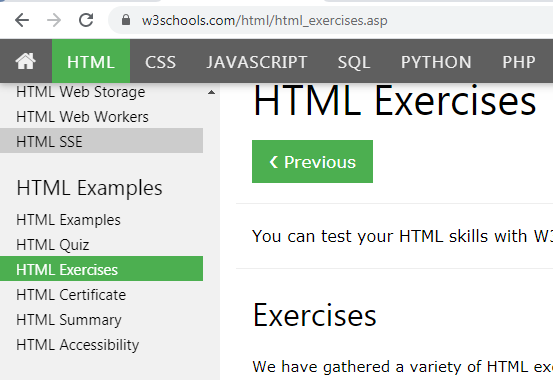 w3schools.com/html/html_exercises.asp
HTML CSS JAVASCRIPT SQL PYTHON PHP
HTML Web Storage
HTML Web Workers
HTML SSE
HTML Examples
HTML Examples
HTML Quiz
HTML Exercises
HTML Certificate
HTML Summary
HTML Accessibility
HTML Exercises
❮ Previous
You can test your HTML skills with W3
Exercises
We have gathered a variety of HTML exe